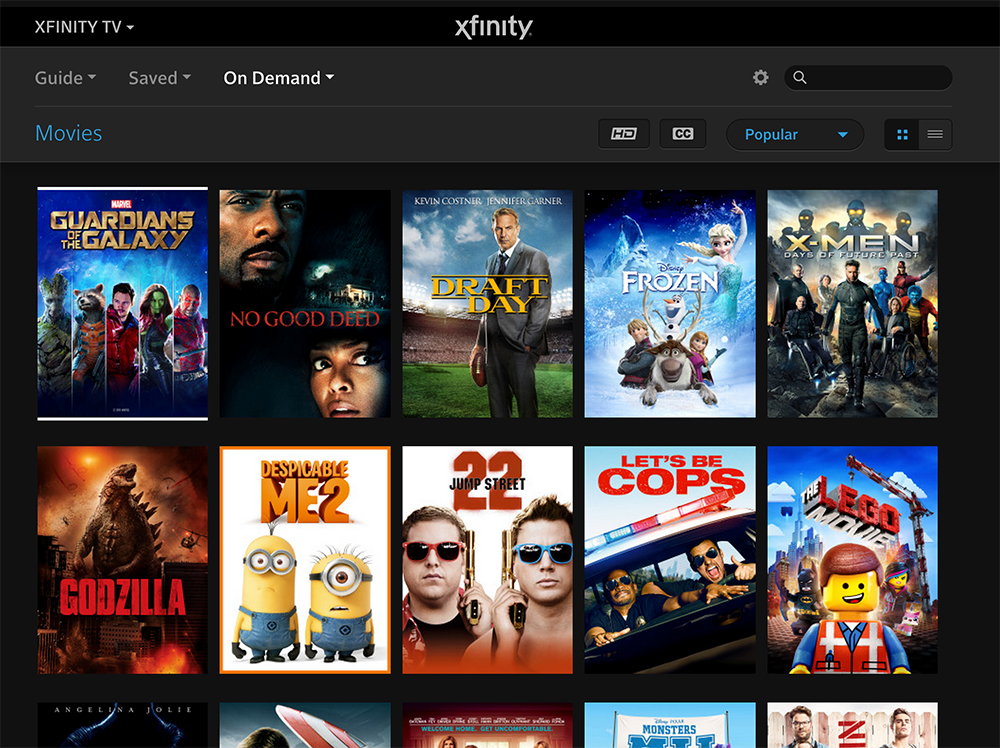 XFINITY TV
xfinity
Guide
Saved
On Demand
Movies
HD
CC
Popular
MARVEL
GUARDIANS
OF THE GALAXY
NO GOOD DEED
KEVIN COSTNER JENNIFER GARNER
DRAFT
DAY
Disney
FROZEN
X-MEN
DAYS OF FUTURE PAST
GODZILLA
DESPICABLE
ME 2
22
JUMP STREET
LET'S BE
COPS
THE LEGO
MOVIE
ANGELINA JOLIE
WELCOME HOME. GET UNCOMFORTABLE.
Disney PIXAR
MONSTERS